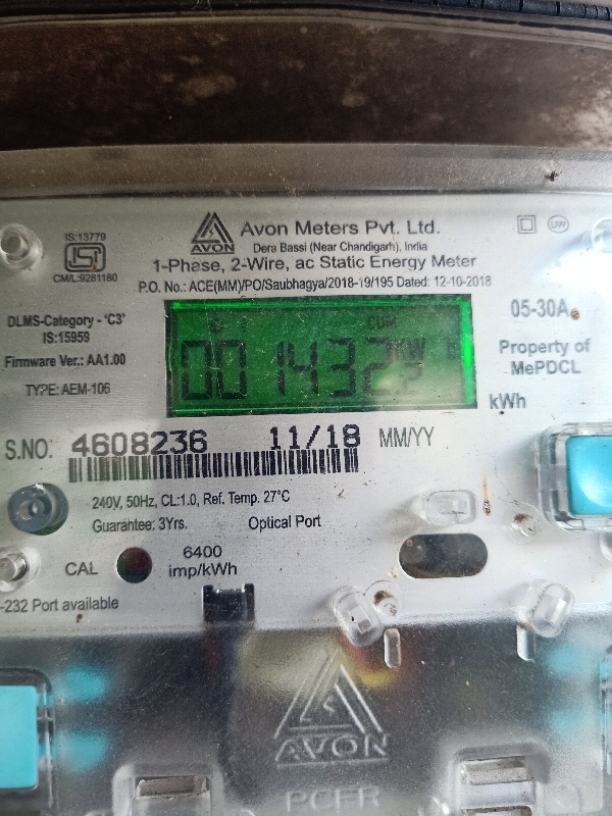 IS:13779
ISI
CM/L:9281180
AVON
Avon Meters Pvt. Ltd.
Dera Bassi (Near Chandigarh), India
UW
1-Phase, 2-Wire, ac Static Energy Meter
P.O. No.: ACE(MM)/PO/Saubhagya/2018-19/195 Dated: 12-10-2018
DLMS-Category - 'C3'
IS:15959
Firmware Ver.: AA1.00
TYPE: AEM-106
CUM
001432
05-30A
Property of
MePDCL
kWh
S.NO: 4608236 11/18 MM/YY
240V, 50Hz, CL:1.0, Ref. Temp. 27°C
Guarantee: 3Yrs. Optical Port
CAL
6400
imp/kWh
-232 Port available
AVON